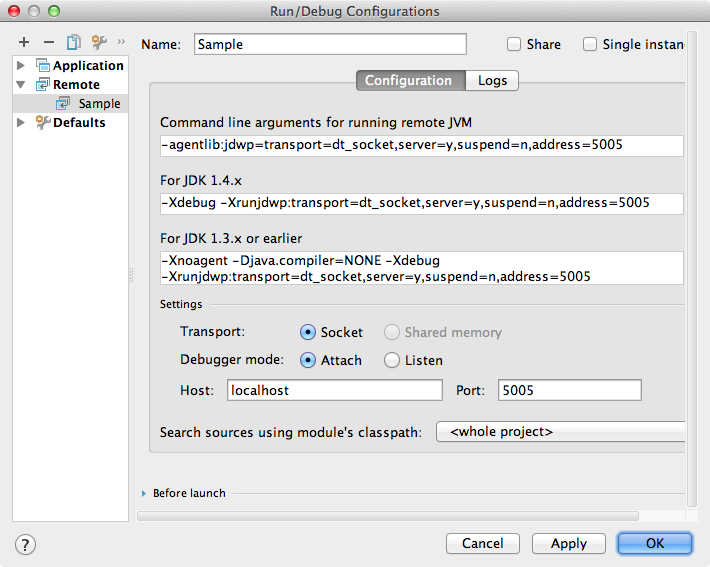 Run/Debug Configurations
Name: Sample Share Single instan
Application
Remote
Sample
Defaults
Configuration Logs
Command line arguments for running remote JVM
-agentlib:jdwp=transport=dt_socket,server=y,suspend=n,address=5005
For JDK 1.4.x
-Xdebug -Xrunjdwp:transport=dt_socket,server=y,suspend=n,address=5005
For JDK 1.3.x or earlier
-Xnoagent -Djava.compiler=NONE -Xdebug
-Xrunjdwp:transport=dt_socket,server=y,suspend=n,address=5005
Settings
Transport: Socket Shared memory
Debugger mode: Attach Listen
Host: localhost Port: 5005
Search sources using module's classpath: <whole project>
Before launch
? Cancel Apply OK